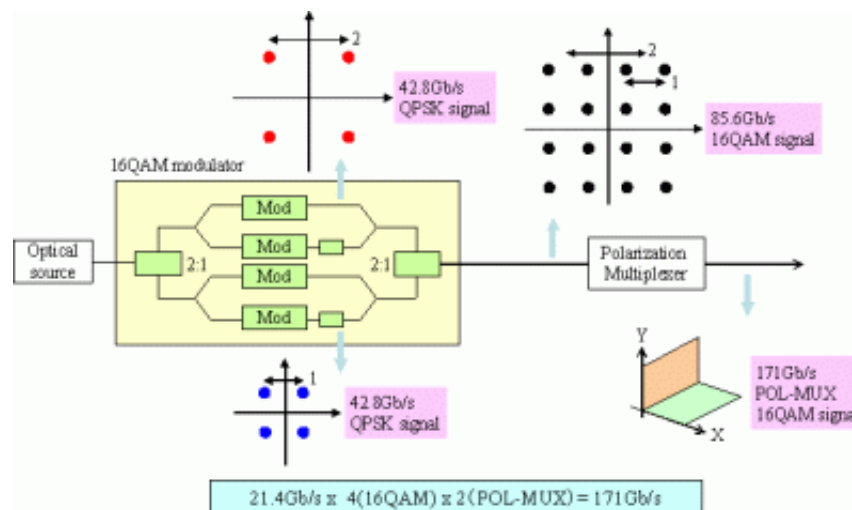 2
42.8Gb/s
QPSK signal
2
1
85.6Gb/s
16QAM signal
16QAM modulator
Mod
Mod
Optical
source
2:1
2:1
Polarization
Multiplexer
Mod
Mod
1
42.8Gb/s
QPSK signal
Y
X
171Gb/s
POL-MUX
16QAM signal
21.4Gb/s x 4(16QAM) x 2(POL-MUX) = 171Gb/s